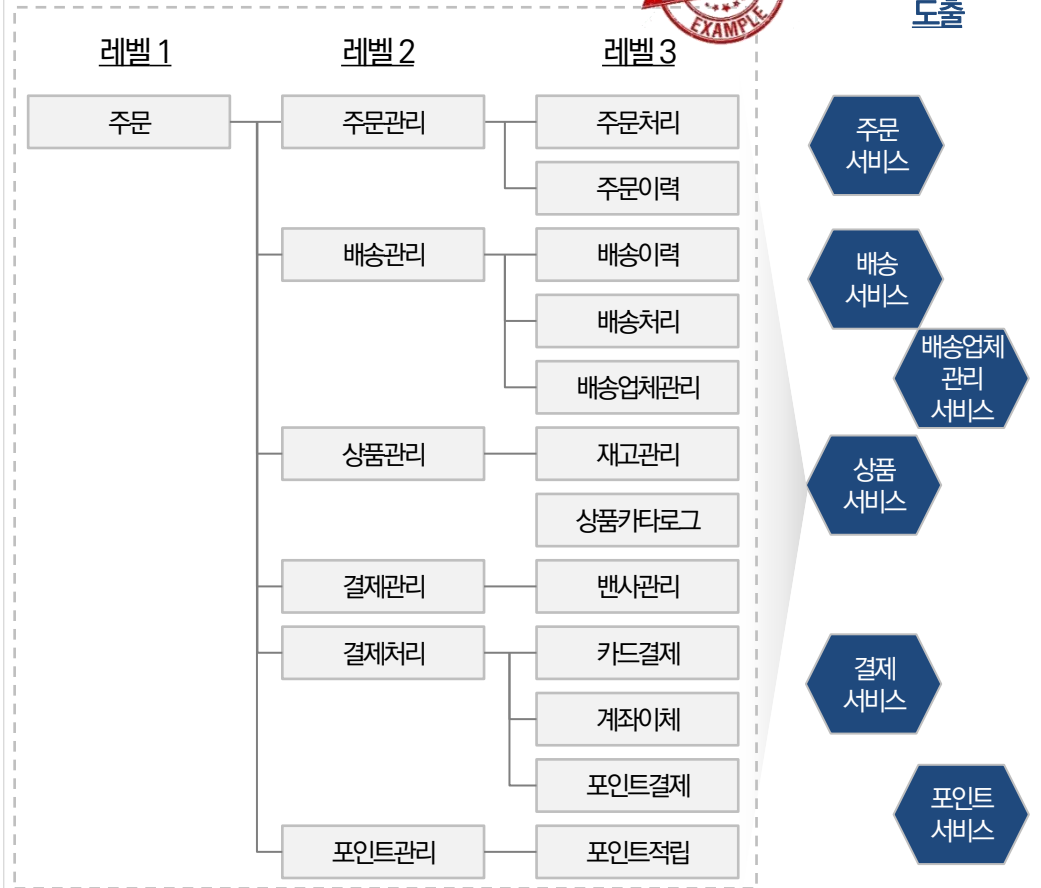 EXAMPLE
도출
레벨 1
레벨 2
레벨 3
주문
주문관리
주문처리
주문
서비스
주문이력
배송관리
배송이력
배송
서비스
배송처리
배송업체
관리
서비스
배송업체관리
상품관리
재고관리
상품
서비스
상품카타로그
결제관리
밴사관리
결제처리
카드결제
결제
서비스
계좌이체
포인트결제
포인트
서비스
포인트관리
포인트적립